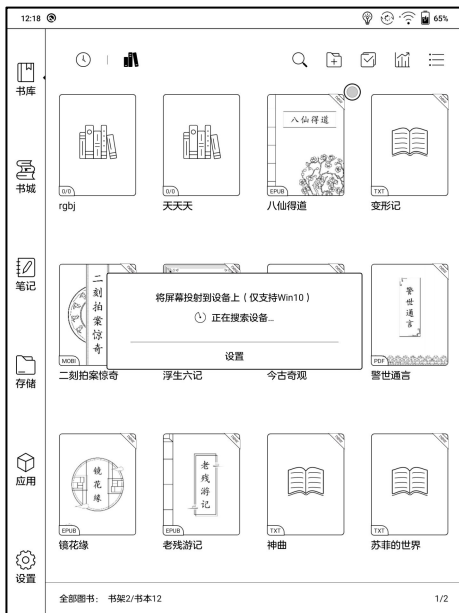 12:18
65%
书库
书城
笔记
存储
应用
设置
0/0
rgbj
0/0
天天天
八仙得道
EPUB
八仙得道
TXT
变形记
二刻拍案惊奇
MOBI
二刻拍案惊奇
浮生六记
今古奇观
警世通言
PDF
警世通言
将屏幕投射到设备上（仅支持Win10）
正在搜索设备...
设置
镜花缘
EPUB
镜花缘
老残游记
EPUB
老残游记
TXT
神曲
TXT
苏菲的世界
全部图书： 书架2/书本12
1/2